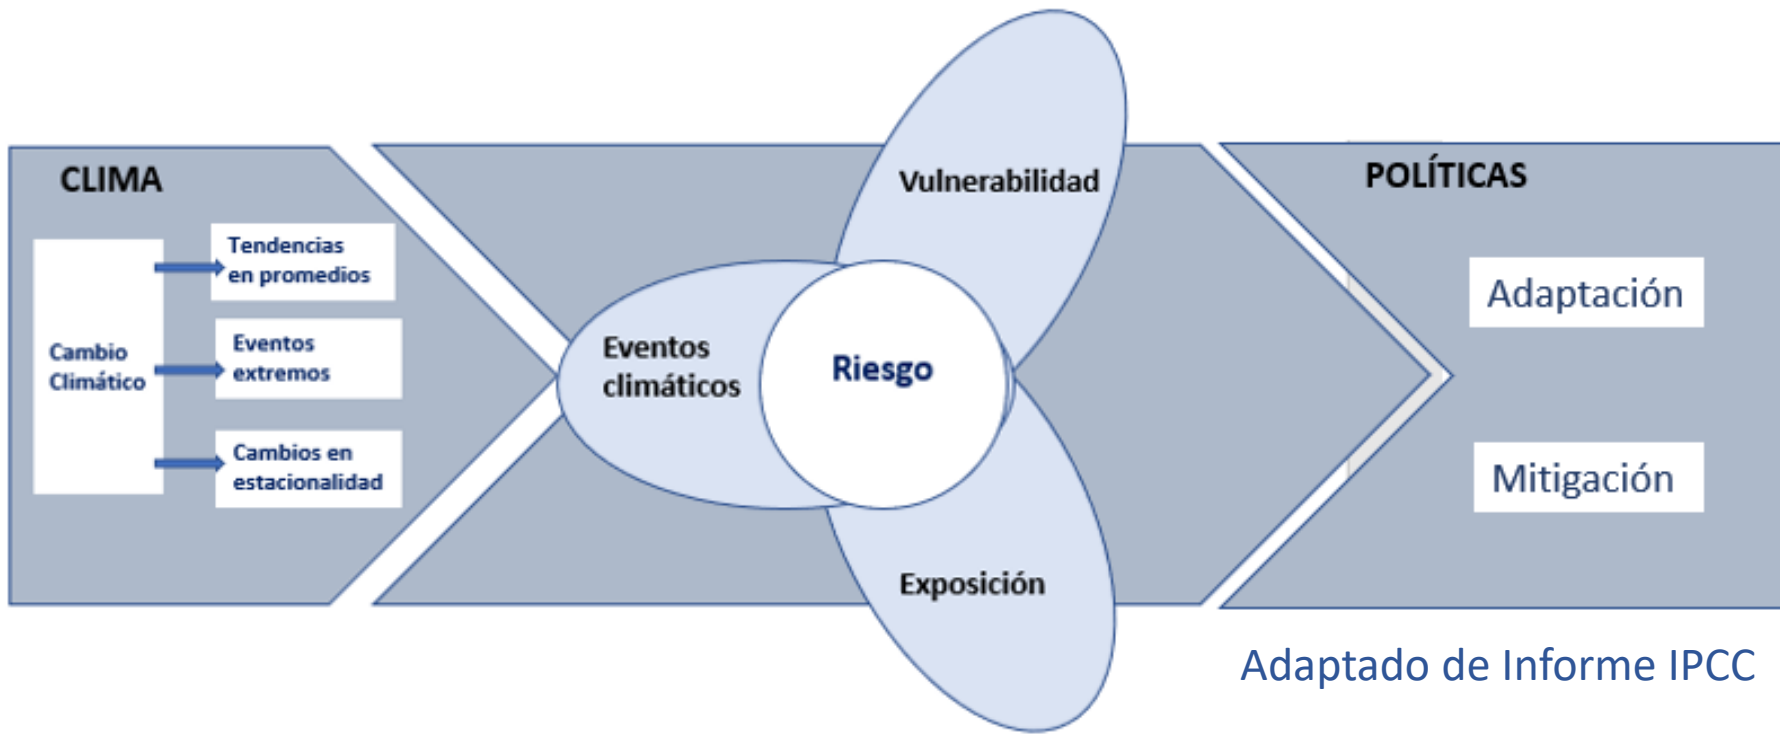 CLIMA
Cambio
Climático
Tendencias
en promedios
Eventos
extremos
Cambios en
estacionalidad
Vulnerabilidad
Eventos
climáticos
Riesgo
Exposición
POLÍTICAS
Adaptación
Mitigación
Adaptado de Informe IPCC